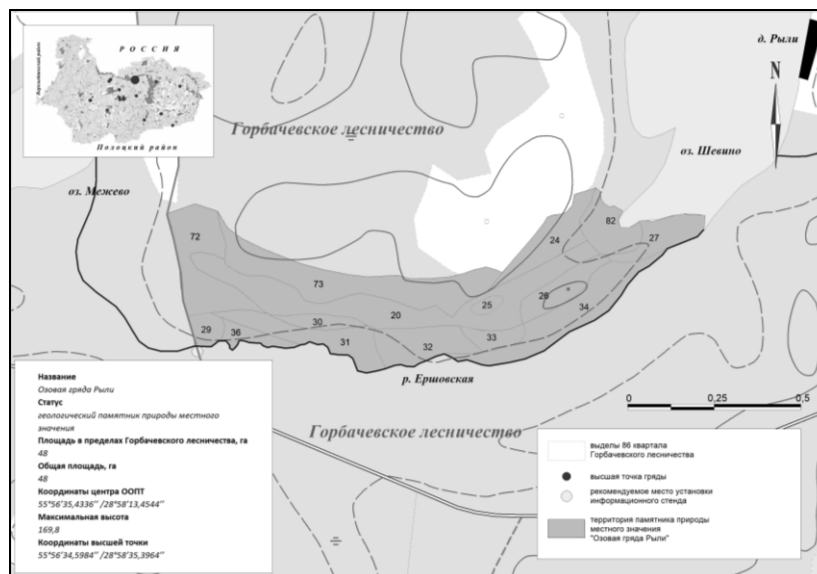 РОССИЯ
Полоцкий район
д. Рыли
N
Горбачевское лесничество
оз. Шевино
оз. Межево
72
73
24
82
27
25
26
34
20
30
29
36
31
32
33
р. Ершовская
Горбачевское лесничество
0 0,25 0,5
Название
Озовая гряда Рыли
Статус
геологический памятник природы местного
значения
Площадь в пределах Горбачевского лесничества, га
48
Общая площадь, га
48
Координаты центра ООПТ
55°56'35,4336'' /28°58'13,4544''
Максимальная высота
169,8
Координаты высшей точки
55°56'34,5984'' /28°58'35,3964''
выделы 86 квартала
Горбачевского лесничества
высшая точка гряды
рекомендуемое место установки
информационного стенда
территория памятника природы
местного значения
"Озовая гряда Рыли"